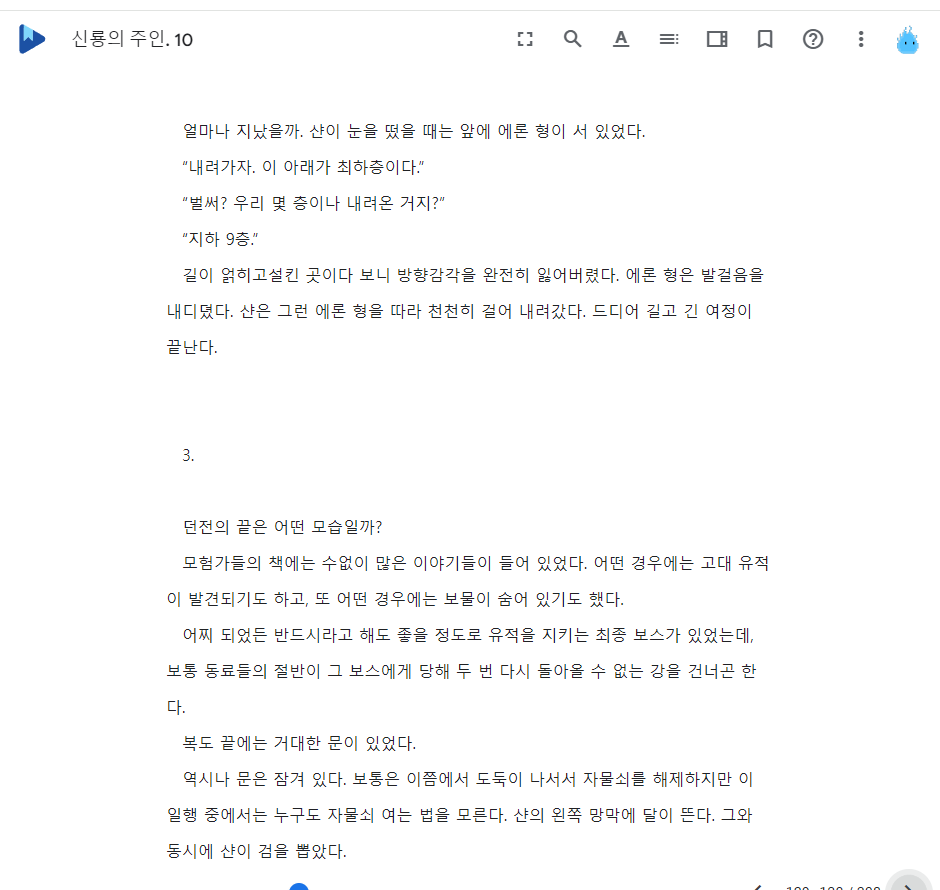 신룡의 주인. 10
얼마나 지났을까. 샨이 눈을 떴을 때는 앞에 에론 형이 서 있었다.
“내려가자. 이 아래가 최하층이다.”
“벌써? 우리 몇 층이나 내려온 거지?”
“지하 9층.”
길이 얽히고설킨 곳이다 보니 방향감각을 완전히 잃어버렸다. 에론 형은 발걸음을
내디뎠다. 샨은 그런 에론 형을 따라 천천히 걸어 내려갔다. 드디어 길고 긴 여정이
끝난다.
3.
던전의 끝은 어떤 모습일까?
모험가들의 책에는 수없이 많은 이야기들이 들어 있었다. 어떤 경우에는 고대 유적
이 발견되기도 하고, 또 어떤 경우에는 보물이 숨어 있기도 했다.
어찌 되었든 반드시라고 해도 좋을 정도로 유적을 지키는 최종 보스가 있었는데,
보통 동료들의 절반이 그 보스에게 당해 두 번 다시 돌아올 수 없는 강을 건너곤 한
다.
복도 끝에는 거대한 문이 있었다.
역시나 문은 잠겨 있다. 보통은 이쯤에서 도둑이 나서서 자물쇠를 해제하지만 이
일행 중에서는 누구도 자물쇠 여는 법을 모른다. 샨의 왼쪽 망막에 달이 뜬다. 그와
동시에 샨이 검을 뽑았다.